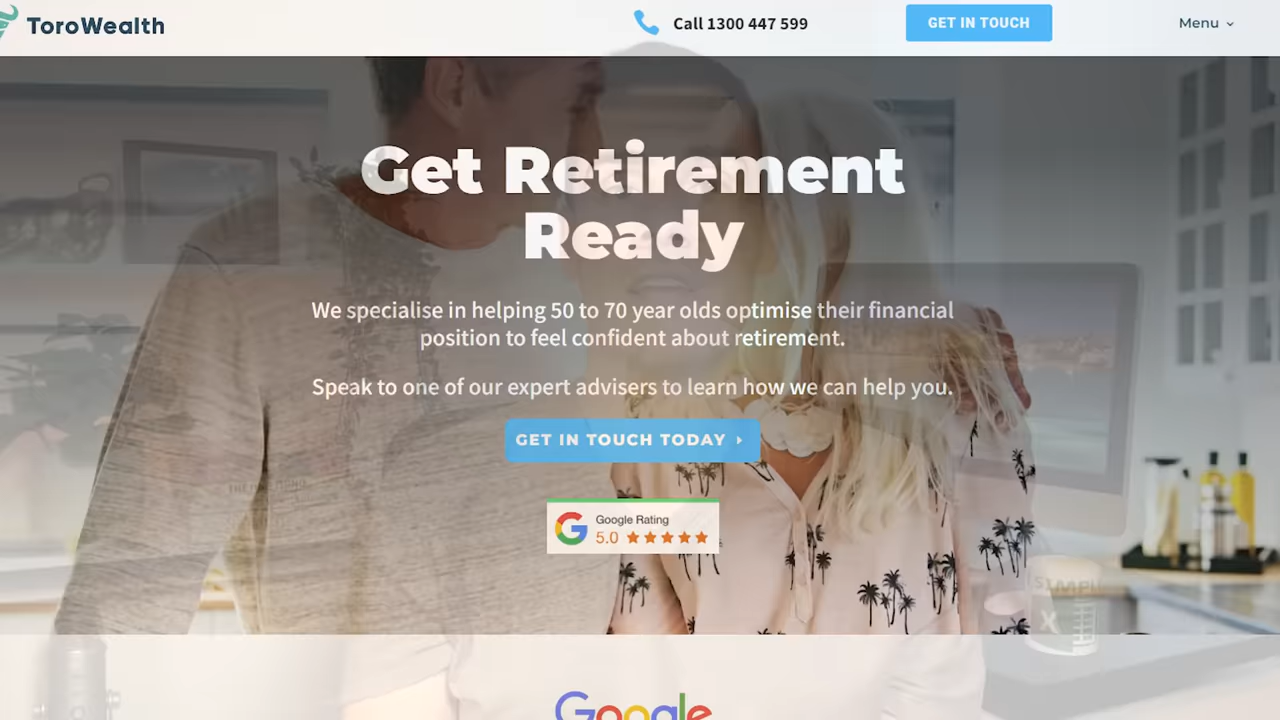 ToroWealth
Call 1300 447 599
GET IN TOUCH
Menu
Get Retirement
Ready
We specialise in helping 50 to 70 year olds optimise their financial
position to feel confident about retirement.
Speak to one of our expert advisers to learn how we can help you.
GET IN TOUCH TODAY
Google Rating
5.0
Google